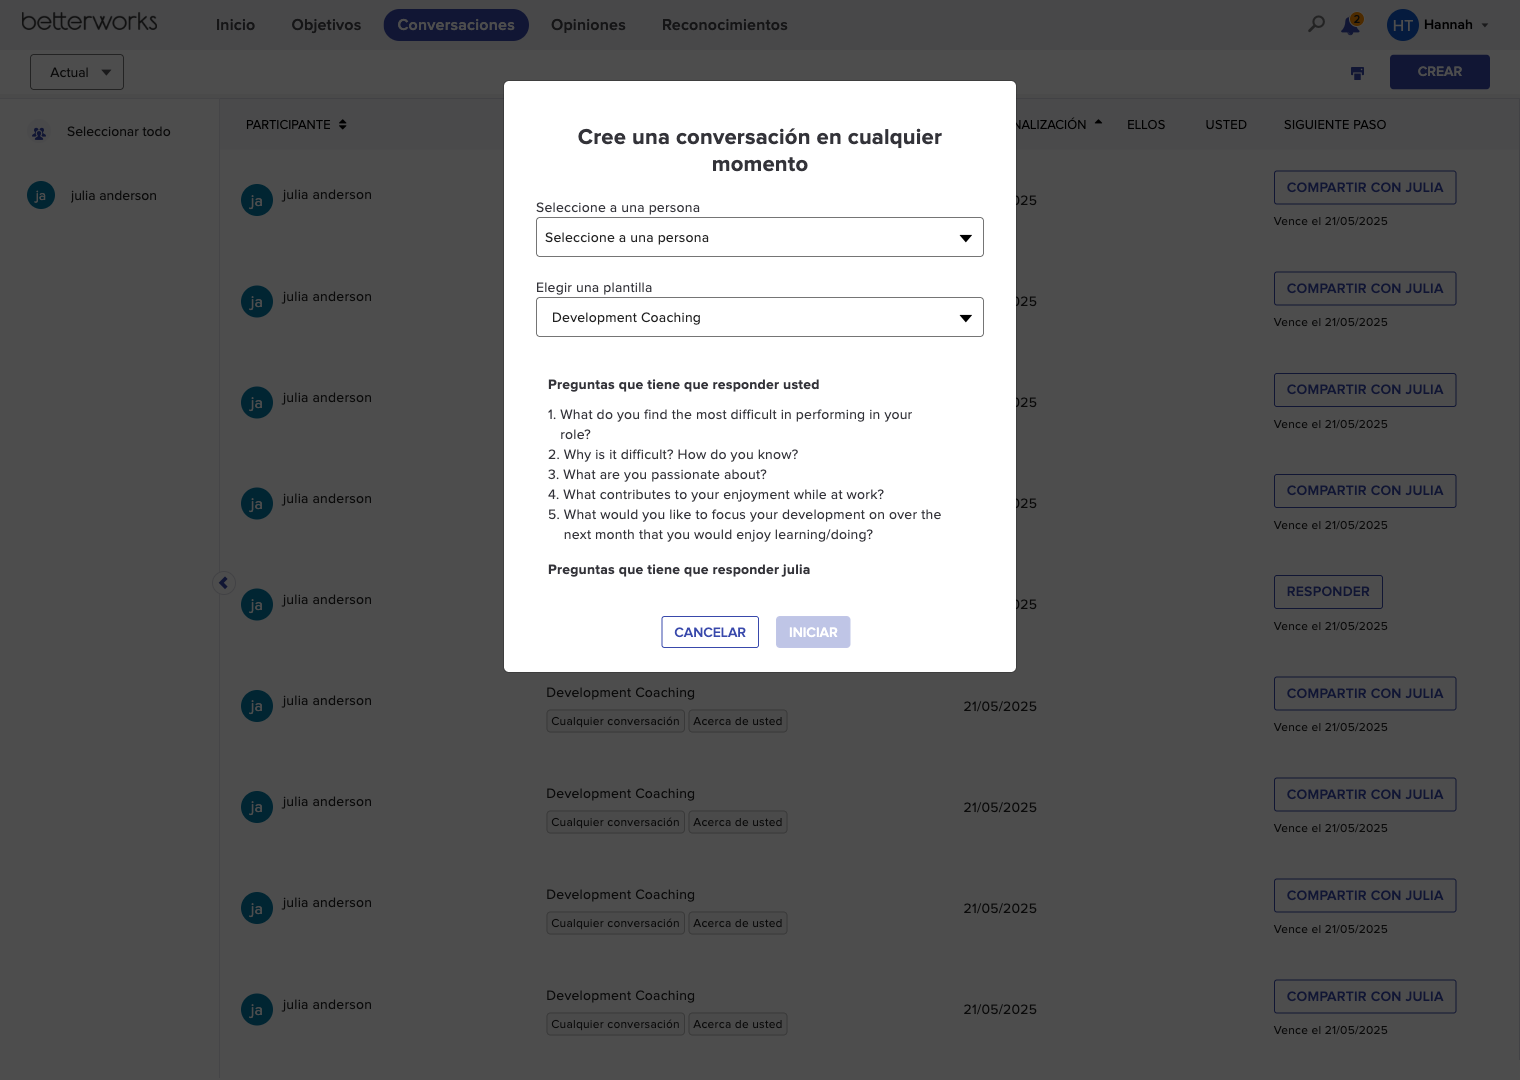 betterworks
Inicio
Objetivos
Conversaciones
Opiniones
Reconocimientos
2
HT
Hannah
Actual
CREAR
Seleccionar todo
ja
julia anderson
PARTICIPANTE
NALIZACIÓN
ELLOS
USTED
SIGUIENTE PASO
ja
julia anderson
025
COMPARTIR CON JULIA
Vence el 21/05/2025
ja
julia anderson
025
COMPARTIR CON JULIA
Vence el 21/05/2025
ja
julia anderson
025
COMPARTIR CON JULIA
Vence el 21/05/2025
ja
julia anderson
025
COMPARTIR CON JULIA
Vence el 21/05/2025
ja
julia anderson
025
RESPONDER
Vence el 21/05/2025
Cree una conversación en cualquier
momento
Seleccione a una persona
Seleccione a una persona
Elegir una plantilla
Development Coaching
Preguntas que tiene que responder usted
1. What do you find the most difficult in performing in your
role?
2. Why is it difficult? How do you know?
3. What are you passionate about?
4. What contributes to your enjoyment while at work?
5. What would you like to focus your development on over the
next month that you would enjoy learning/doing?
Preguntas que tiene que responder julia
CANCELAR
INICIAR
ja
julia anderson
Development Coaching
Cualquier conversación
Acerca de usted
21/05/2025
COMPARTIR CON JULIA
Vence el 21/05/2025
ja
julia anderson
Development Coaching
Cualquier conversación
Acerca de usted
21/05/2025
COMPARTIR CON JULIA
Vence el 21/05/2025
ja
julia anderson
Development Coaching
Cualquier conversación
Acerca de usted
21/05/2025
COMPARTIR CON JULIA
Vence el 21/05/2025
ja
julia anderson
Development Coaching
Cualquier conversación
Acerca de usted
21/05/2025
COMPARTIR CON JULIA
Vence el 21/05/2025